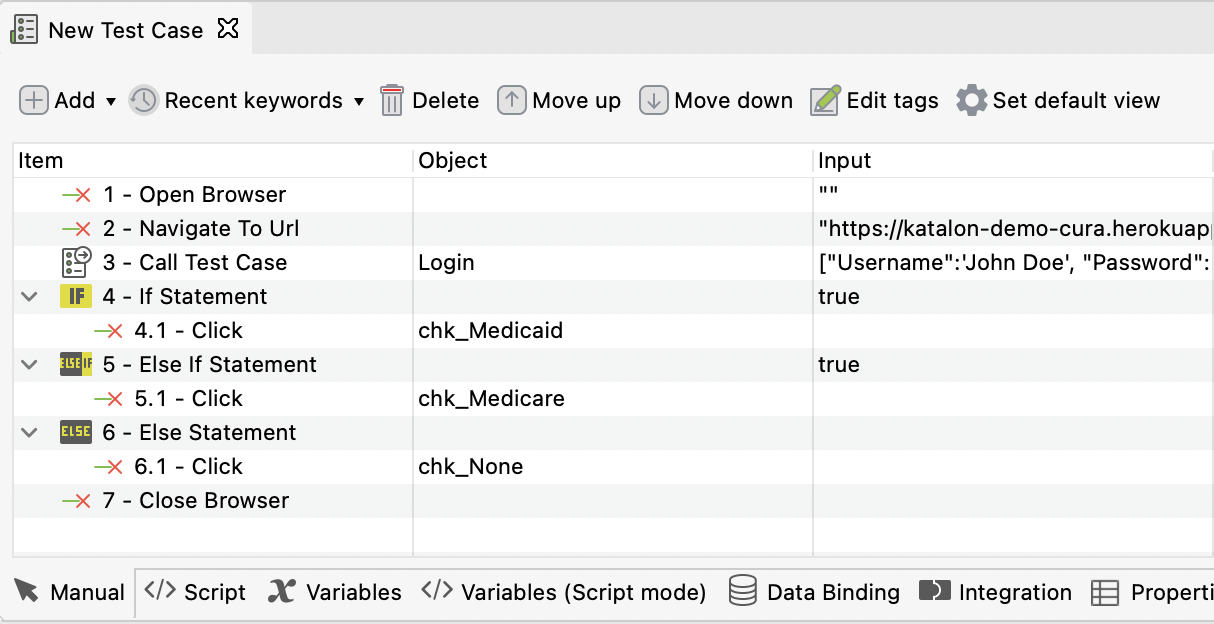 New Test Case
Add Recent keywords Delete Move up Move down Edit tags Set default view
Item Object Input
1 - Open Browser ""
2 - Navigate To Url "https://katalon-demo-cura.herokuapp
3 - Call Test Case Login ["Username":'John Doe', "Password":
IF 4 - If Statement true
4.1 - Click chk_Medicaid
ELSE IF 5 - Else If Statement true
5.1 - Click chk_Medicare
ELSE 6 - Else Statement
6.1 - Click chk_None
7 - Close Browser
Manual </> Script x Variables </> Variables (Script mode) Data Binding Integration Properti